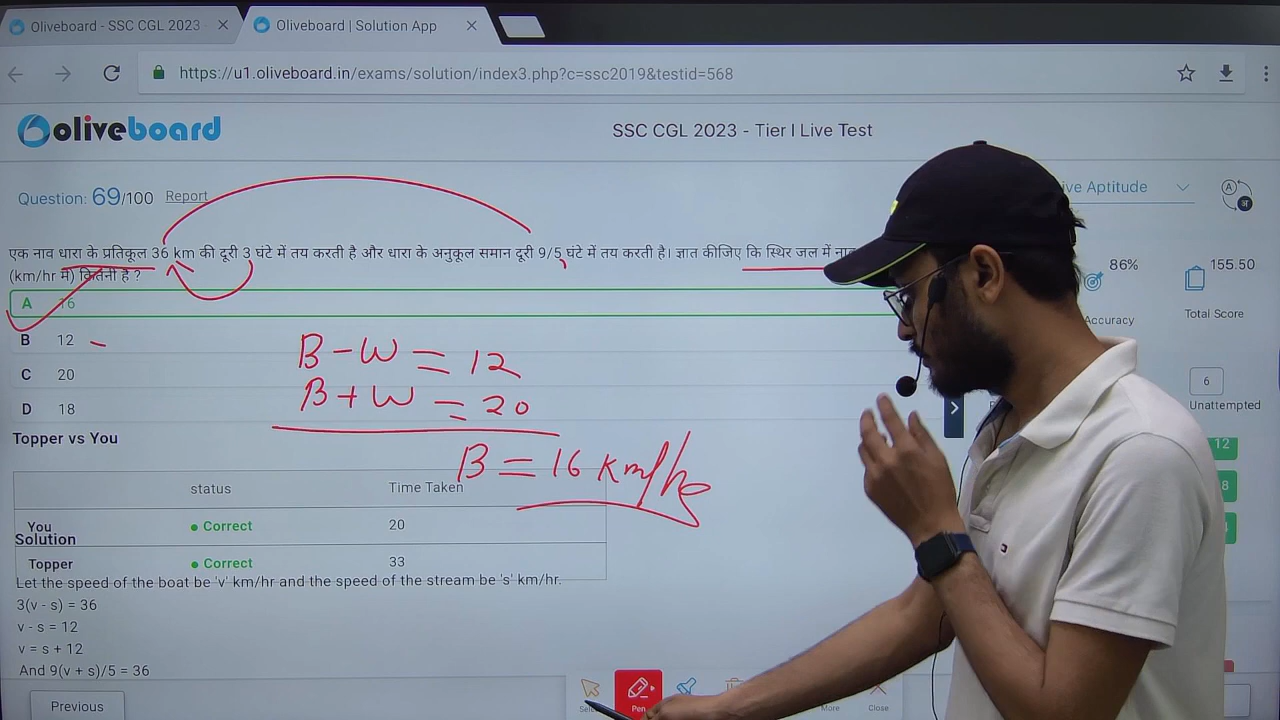 Oliveboard - SSC CGL 2023
Oliveboard | Solution App
https://u1.oliveboard.in/exams/solution/index3.php?c=ssc2019&testid=568
oliveboard
SSC CGL 2023 - Tier I Live Test
Question: 69/100 Report
ive Aptitude
एक नाव धारा के प्रतिकूल 36 km की दूरी 3 घंटे में तय करती है और धारा के अनुकूल समान दूरी 9/5 घंटे में तय करती है। ज्ञात कीजिए कि स्थिर जल में
(km/hr में) कितनी है ?
86%
Accuracy
155.50
Total Score
A 16
B 12
C 20
D 18
B - W = 12
B + W = 20
B = 16 km/hr
6
Unattempted
12
8
Topper vs You
status Time Taken
You Correct 20
Solution
Topper Correct 33
Let the speed of the boat be 'v' km/hr and the speed of the stream be 's' km/hr.
3(v - s) = 36
v - s = 12
v = s + 12
And 9(v + s)/5 = 36
Previous
Pen
More
Close